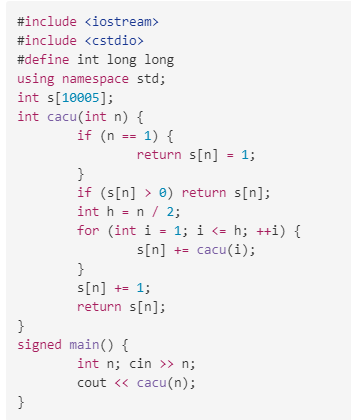 #include <iostream>
#include <cstdio>
#define int long long
using namespace std;
int s[10005];
int cacu(int n) {
        if (n == 1) {
                return s[n] = 1;
        }
        if (s[n] > 0) return s[n];
        int h = n / 2;
        for (int i = 1; i <= h; ++i) {
                s[n] += cacu(i);
        }
        s[n] += 1;
        return s[n];
}
signed main() {
        int n; cin >> n;
        cout << cacu(n);
}